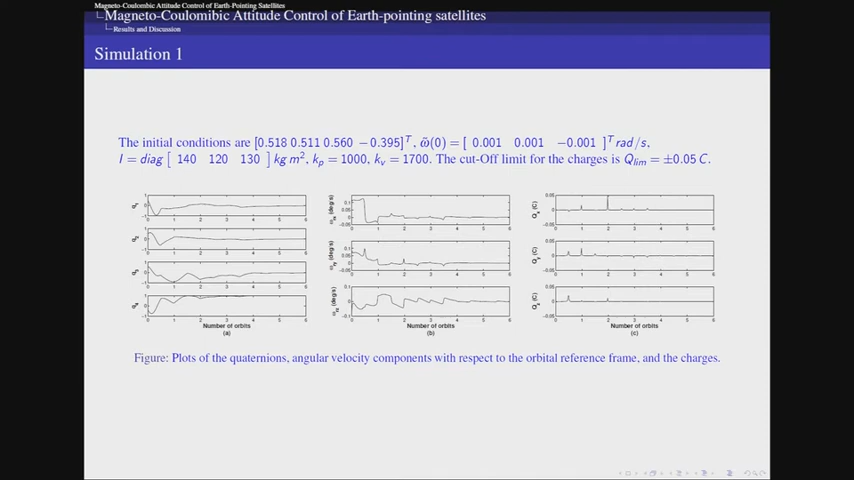 Magneto-Coulombic Attitude Control of Earth-Pointing Satellites
Magneto-Coulombic Attitude Control of Earth-pointing satellites
Results and Discussion
Simulation 1
The initial conditions are [0.518 0.511 0.560 − 0.395]ᵀ, ω̄(0) = [ 0.001 0.001 −0.001 ]ᵀ rad/s,
I = diag [ 140 120 130 ] kg m², kₚ = 1000, kᵥ = 1700. The cut-Off limit for the charges is Q_lim = ±0.05 C.
Number of orbits
(a)
Number of orbits
(b)
Number of orbits
(c)
Figure: Plots of the quaternions, angular velocity components with respect to the orbital reference frame, and the charges.